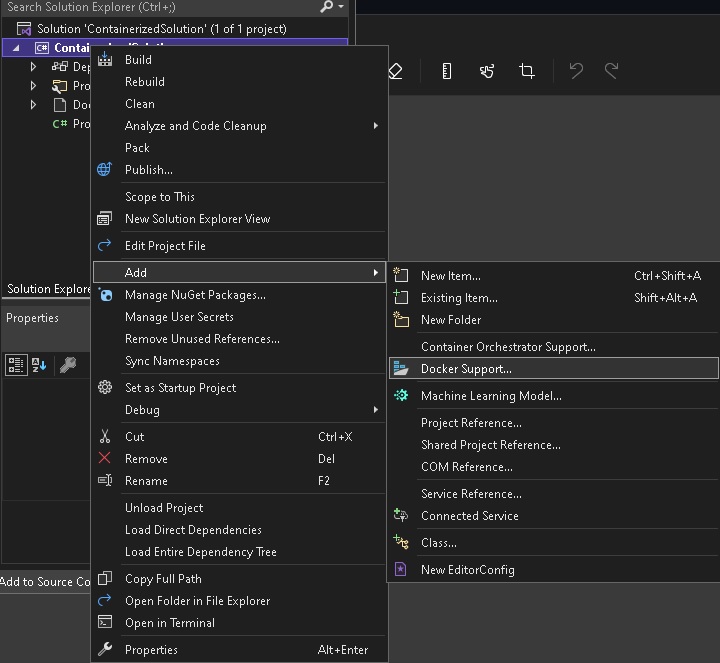 Search Solution Explorer (Ctrl+;)
Solution 'ContainerizedSolution' (1 of 1 project)
C#
C#
Build
Rebuild
Clean
Analyze and Code Cleanup
Pack
Publish...
Scope to This
New Solution Explorer View
Edit Project File
Add
Manage NuGet Packages...
Manage User Secrets
Remove Unused References...
Sync Namespaces
Set as Startup Project
Debug
Cut Ctrl+X
Remove Del
Rename F2
Unload Project
Load Direct Dependencies
Load Entire Dependency Tree
Copy Full Path
Open Folder in File Explorer
Open in Terminal
Properties Alt+Enter
New Item... Ctrl+Shift+A
Existing Item... Shift+Alt+A
New Folder
Container Orchestrator Support...
Docker Support...
Machine Learning Model...
Project Reference...
Shared Project Reference...
COM Reference...
Service Reference...
Connected Service
Class...
New EditorConfig
Solution Explore
Properties
Add to Source Co